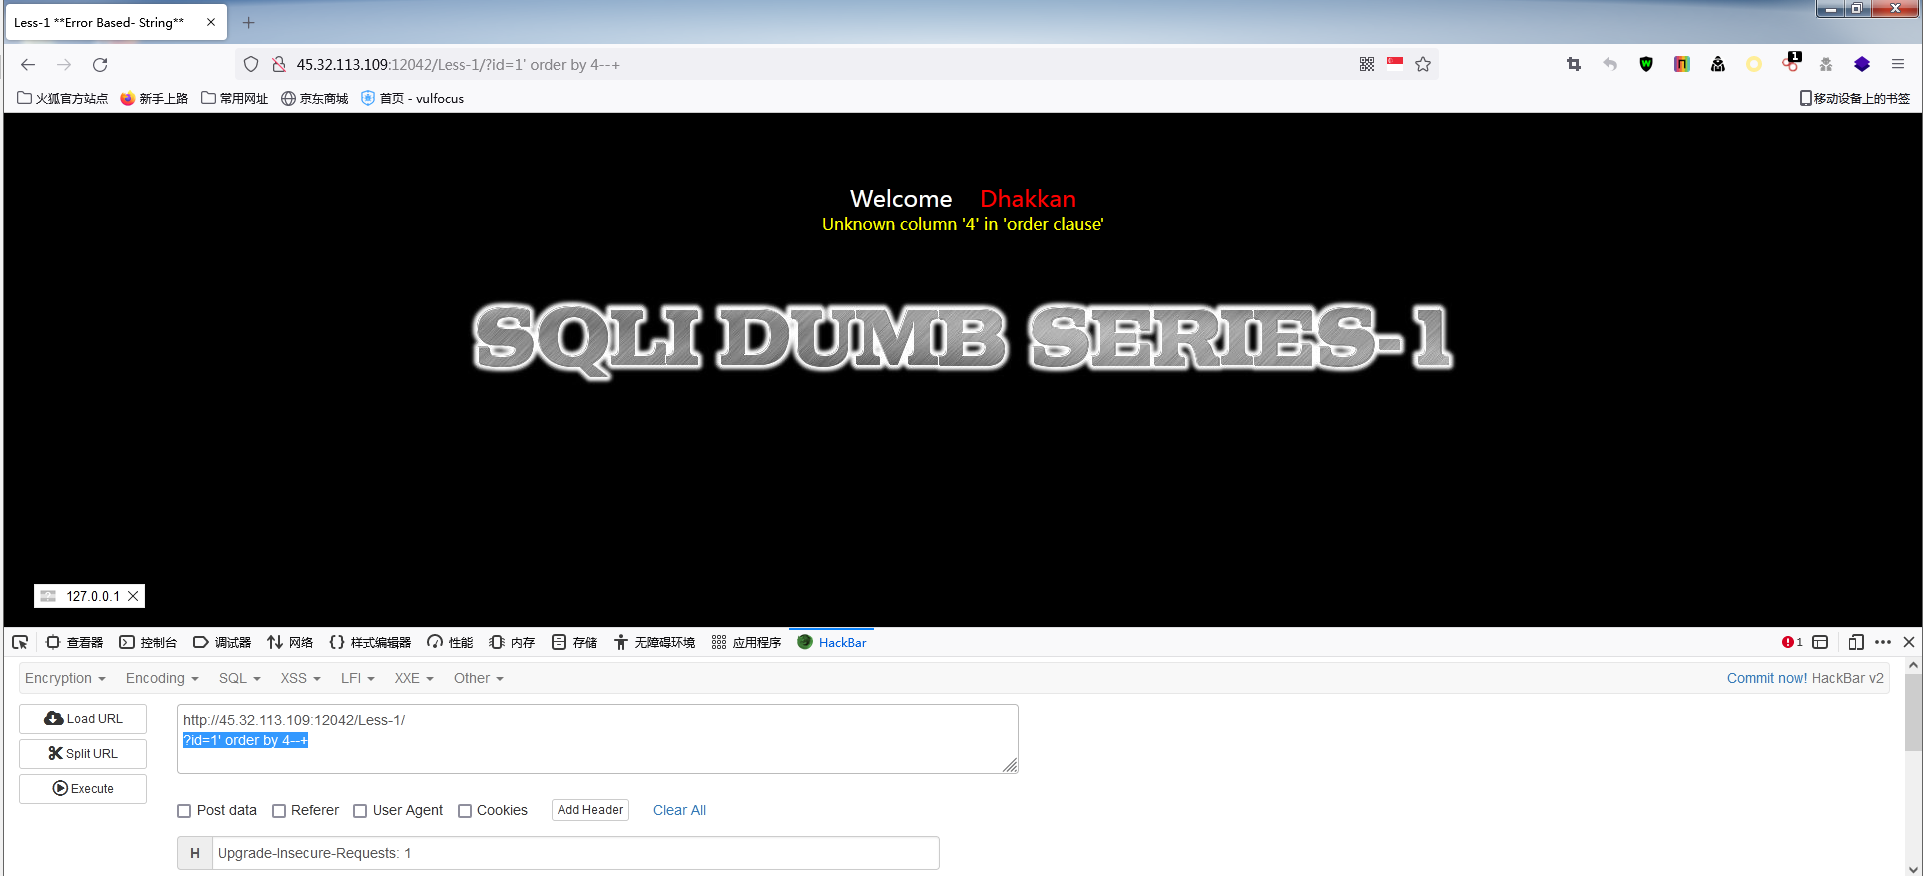 Less-1 **Error Based- String**
45.32.113.109:12042/Less-1/?id=1' order by 4--+
1
火狐官方站点 新手上路 常用网址 京东商城 首页 - vulfocus 移动设备上的书签
Welcome Dhakkan
Unknown column '4' in 'order clause'
SQLI DUMB SERIES-1
127.0.0.1
查看器 控制台 调试器 网络 样式编辑器 性能 内存 存储 无障碍环境 应用程序 HackBar 1
Encryption Encoding SQL XSS LFI XXE Other Commit now! HackBar v2
Load URL
Split URL
Execute
http://45.32.113.109:12042/Less-1/
?id=1' order by 4--+
Post data Referer User Agent Cookies Add Header Clear All
H Upgrade-Insecure-Requests: 1